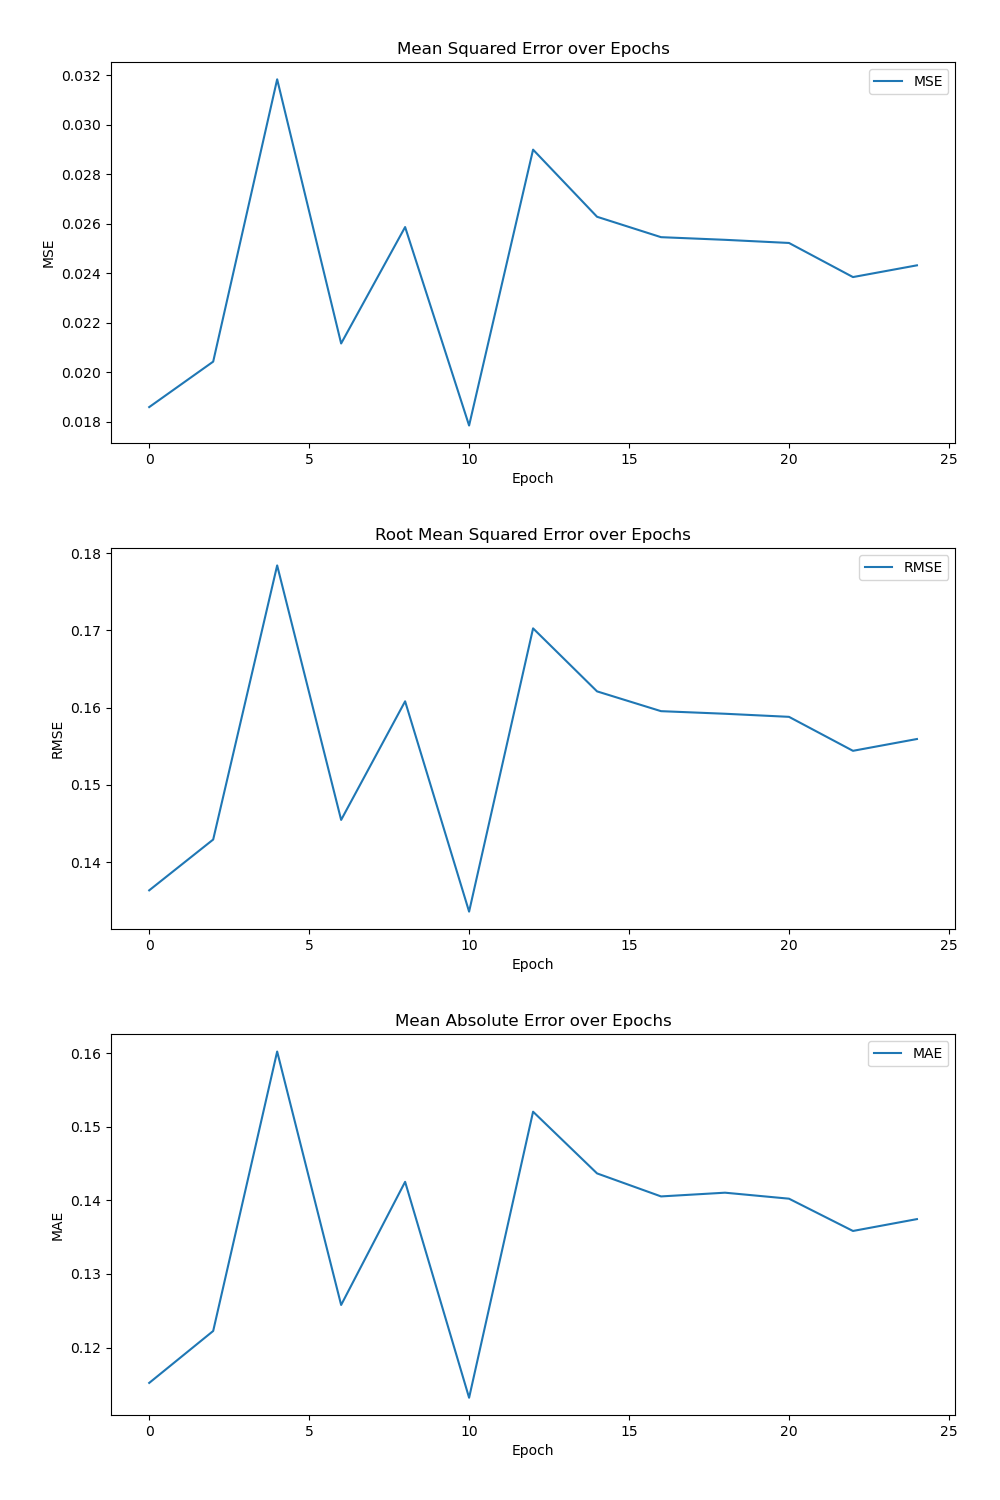 Mean Squared Error over Epochs
MSE
0.032
0.030
0.028
0.026
0.024
0.022
0.020
0.018
MSE
0 5 10 15 20 25
Epoch
Root Mean Squared Error over Epochs
RMSE
0.18
0.17
0.16
0.15
0.14
RMSE
0 5 10 15 20 25
Epoch
Mean Absolute Error over Epochs
MAE
0.16
0.15
0.14
0.13
0.12
MAE
0 5 10 15 20 25
Epoch